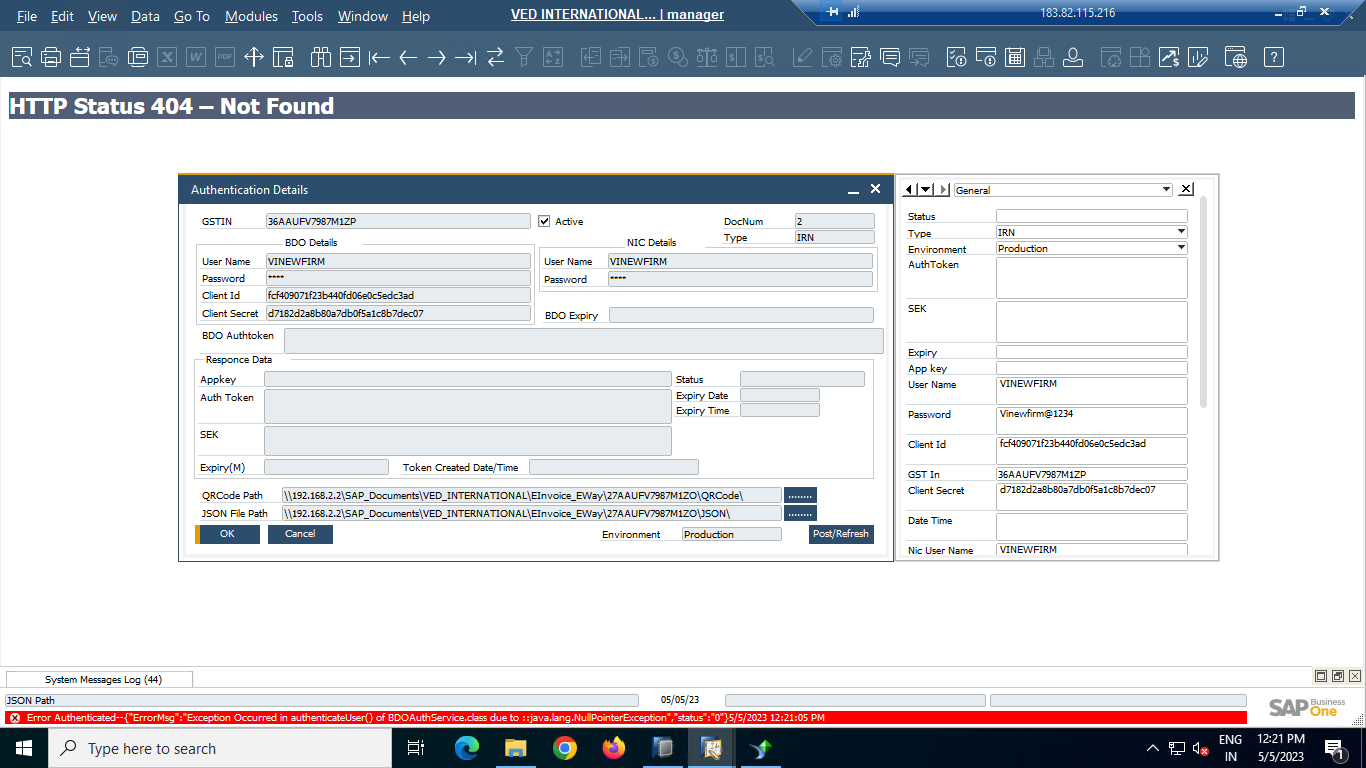 File Edit View Data Go To Modules Tools Window Help
VED INTERNATIONAL... | manager
183.82.115.216
HTTP Status 404 – Not Found
Authentication Details
GSTIN 36AAUFV7987M1ZP Active DocNum 2
Type IRN
BDO Details NIC Details
User Name VINEWFIRM User Name VINEWFIRM
Password **** Password ****
Client Id fcf409071f23b440fd06e0c5edc3ad
Client Secret d7182d2a8b80a7db0f5a1c8b7dec07 BDO Expiry
BDO Authtoken
Responce Data
Appkey Status
Auth Token Expiry Date
Expiry Time
SEK
Expiry(M) Token Created Date/Time
QRCode Path \\192.168.2.2\SAP_Documents\VED_INTERNATIONAL\EInvoice_EWay\27AAUFV7987M1ZO\QRCode\ ........
JSON File Path \\192.168.2.2\SAP_Documents\VED_INTERNATIONAL\EInvoice_EWay\27AAUFV7987M1ZO\JSON\ ........
OK Cancel Environment Production Post/Refresh
General
Status
Type IRN
Environment Production
AuthToken
SEK
Expiry
App key
User Name VINEWFIRM
Password Vinewfirm@1234
Client Id fcf409071f23b440fd06e0c5edc3ad
GST In 36AAUFV7987M1ZP
Client Secret d7182d2a8b80a7db0f5a1c8b7dec07
Date Time
Nic User Name VINEWFIRM
System Messages Log (44)
JSON Path 05/05/23
Error Authenticated--{"ErrorMsg":"Exception Occurred in authenticateUser() of BDOAuthService.class due to ::java.lang.NullPointerException","status":"0"}5/5/2023 12:21:05 PM
SAP Business One
Type here to search
ENG 12:21 PM
IN 5/5/2023 1